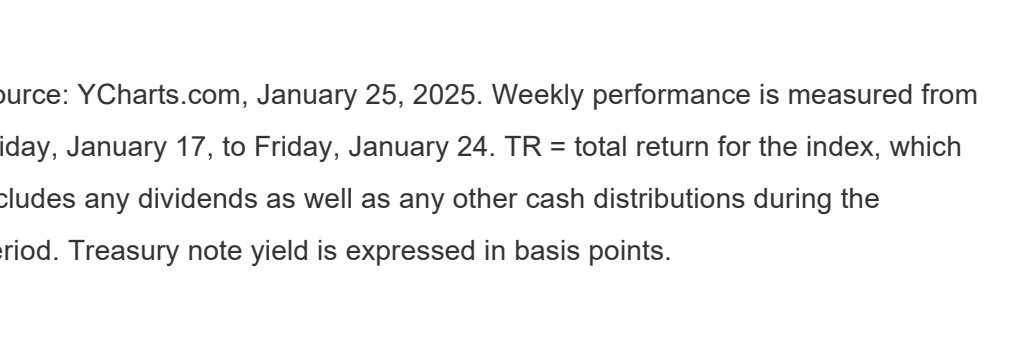 ource: YCharts.com, January 25, 2025. Weekly performance is measured from
iday, January 17, to Friday, January 24. TR = total return for the index, which
cludes any dividends as well as any other cash distributions during the
eriod. Treasury note yield is expressed in basis points.